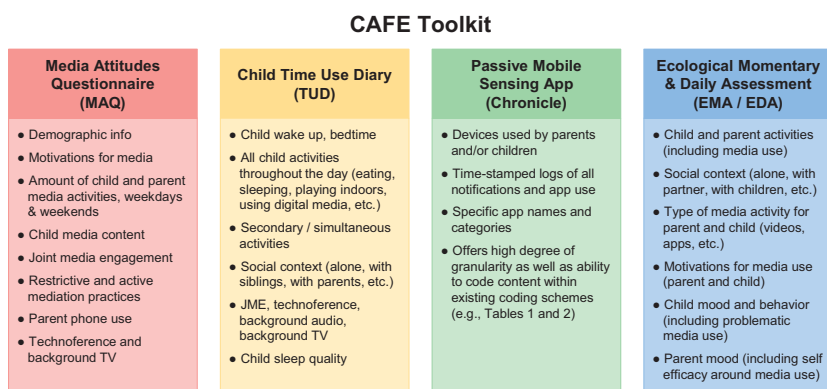 CAFE Toolkit
Media Attitudes
Questionnaire
(MAQ)
● Demographic info
● Motivations for media
● Amount of child and parent
media activities, weekdays
& weekends
● Child media content
● Joint media engagement
● Restrictive and active
mediation practices
● Parent phone use
● Technoference and
background TV
Child Time Use Diary
(TUD)
● Child wake up, bedtime
● All child activities
throughout the day (eating,
sleeping, playing indoors,
using digital media, etc.)
● Secondary / simultaneous
activities
● Social context (alone, with
siblings, with parents, etc.)
● JME, technoference,
background audio,
background TV
● Child sleep quality
Passive Mobile
Sensing App
(Chronicle)
● Devices used by parents
and/or children
● Time-stamped logs of all
notifications and app use
● Specific app names and
categories
● Offers high degree of
granularity as well as ability
to code content within
existing coding schemes
(e.g., Tables 1 and 2)
Ecological Momentary
& Daily Assessment
(EMA / EDA)
● Child and parent activities
(including media use)
● Social context (alone, with
partner, with children, etc.)
● Type of media activity for
parent and child (videos,
apps, etc.)
● Motivations for media use
(parent and child)
● Child mood and behavior
(including problematic
media use)
● Parent mood (including self
efficacy around media use)